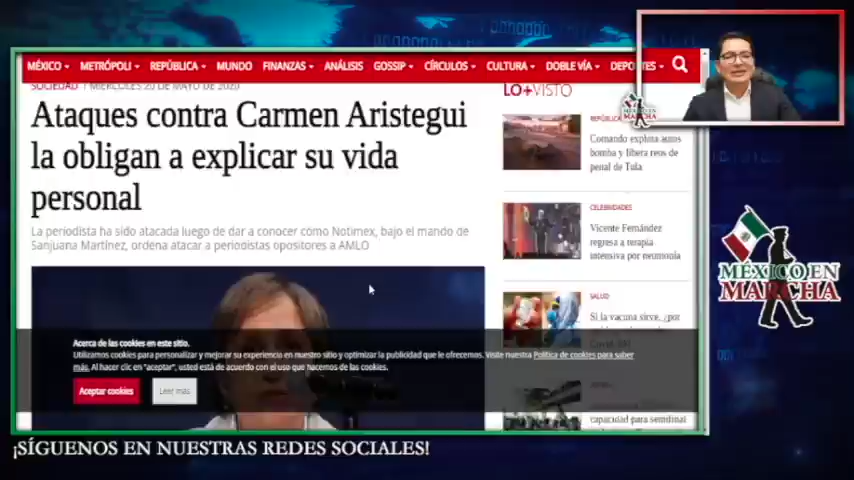 MÉXICO METRÓPOLI REPÚBLICA MUNDO FINANZAS ANÁLISIS GOSSIP CÍRCULOS CULTURA DOBLE VÍA DEPORTES
SOCIEDAD | MIÉRCOLES 20 DE MAYO DE 2020
Ataques contra Carmen Aristegui
la obligan a explicar su vida
personal
La periodista ha sido atacada luego de dar a conocer cómo Notimex, bajo el mando de
Sanjuana Martínez, ordena atacar a periodistas opositores a AMLO
LO+VISTO
Comando explota autos
bomba y libera reos de
penal de Tula
CELEBRIDADES
Vicente Fernández
regresa a terapia
intensiva por neumonía
SALUD
Si la vacuna sirve, ¿por
capacidad para semifinal
Acerca de las cookies en este sitio.
Utilizamos cookies para personalizar y mejorar su experiencia en nuestro sitio y optimizar la publicidad que le ofrecemos. Visite nuestra Política de cookies para saber
más. Al hacer clic en "aceptar", usted está de acuerdo con el uso que hacemos de las cookies.
Aceptar cookies
Leer más
MÉXICO EN
MARCHA
MÉXICO EN
MARCHA
¡SÍGUENOS EN NUESTRAS REDES SOCIALES!